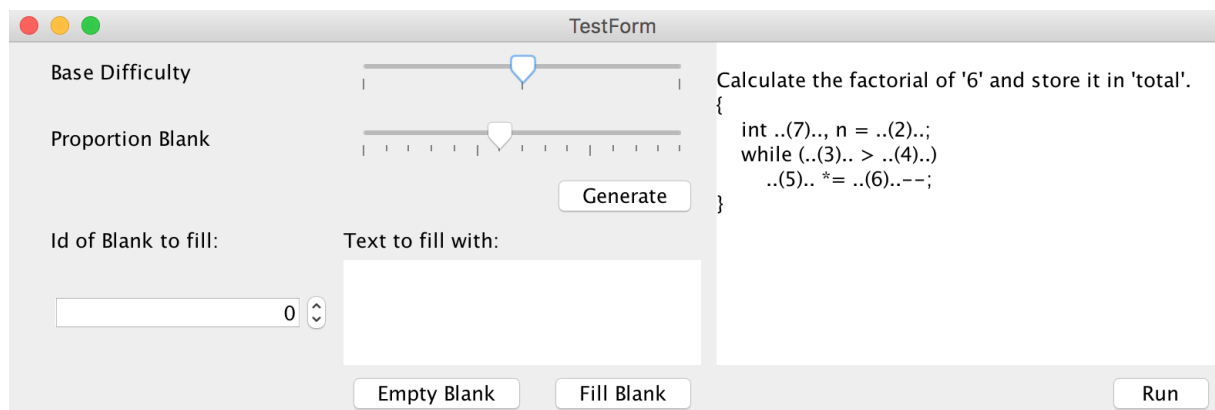 TestForm
Base Difficulty
Proportion Blank
Generate
Id of Blank to fill:
Text to fill with:
0
Empty Blank
Fill Blank
Calculate the factorial of '6' and store it in 'total'.
{
int ..(7).., n = ..(2)..;
while (..(3).. > ..(4)..)
..(5).. *= ..(6)..--;
}
Run